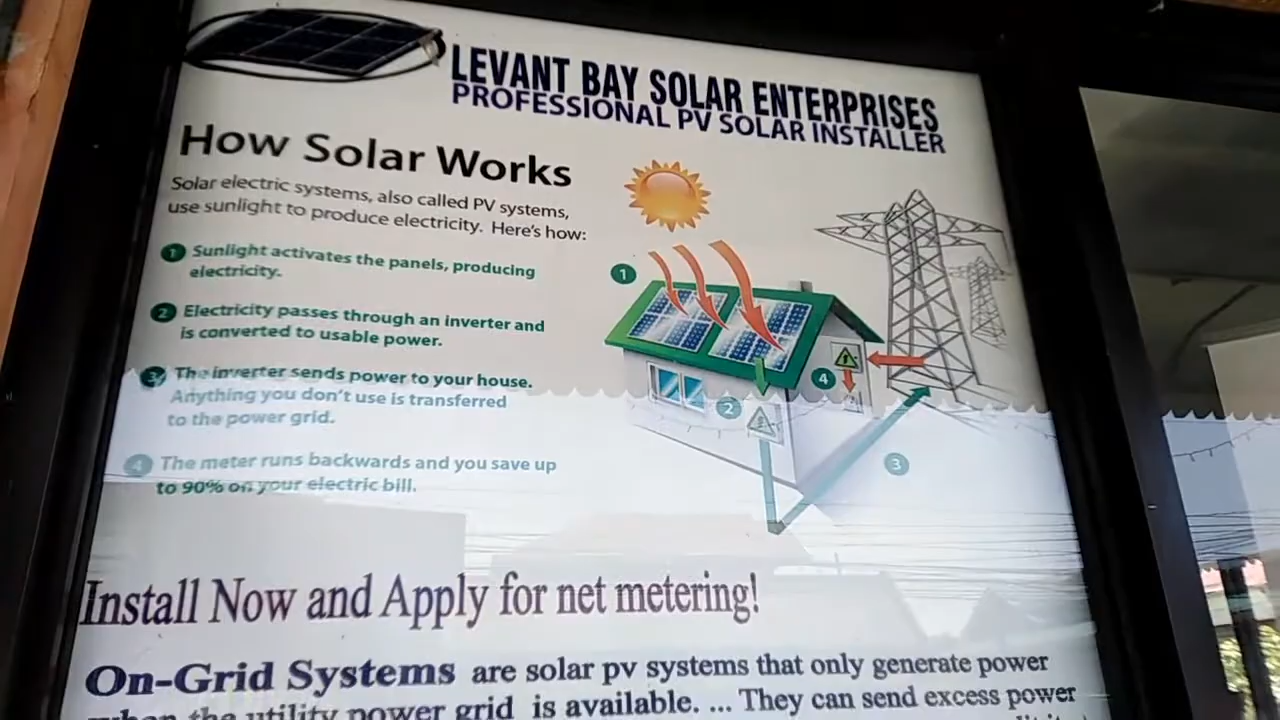 LEVANT BAY SOLAR ENTERPRISES
PROFESSIONAL PV SOLAR INSTALLER
How Solar Works
Solar electric systems, also called PV systems,
use sunlight to produce electricity. Here's how:
1 Sunlight activates the panels, producing
electricity.
2 Electricity passes through an inverter and
is converted to usable power.
3 The inverter sends power to your house.
Anything you don't use is transferred
to the power grid.
4 The meter runs backwards and you save up
to 90% on your electric bill.
1
2
4
3
Install Now and Apply for net metering!
On-Grid Systems are solar pv systems that only generate power
when the utility power grid is available. ... They can send excess power